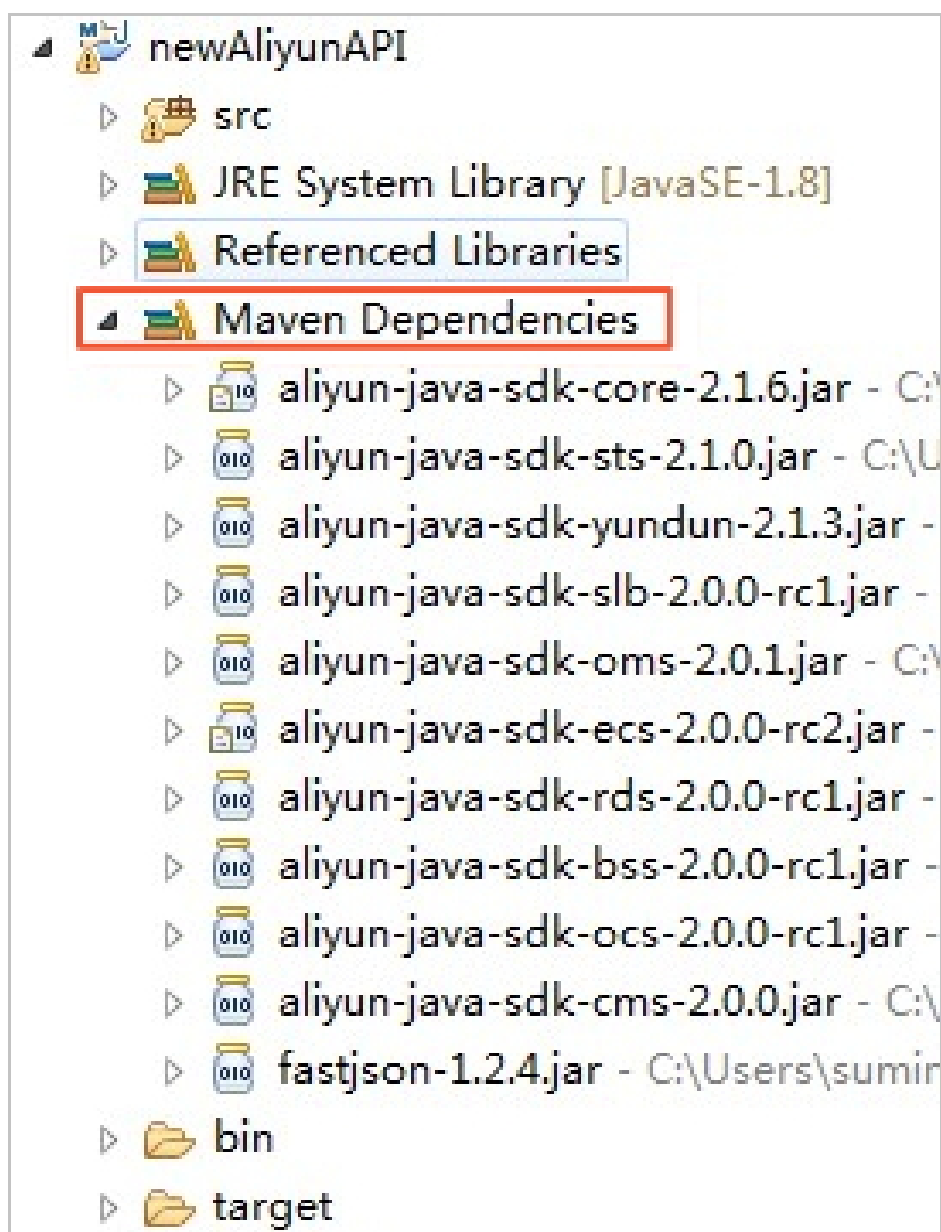 newAliyunAPI
src
JRE System Library [JavaSE-1.8]
Referenced Libraries
Maven Dependencies
aliyun-java-sdk-core-2.1.6.jar - C:\
aliyun-java-sdk-sts-2.1.0.jar - C:\U
aliyun-java-sdk-yundun-2.1.3.jar -
aliyun-java-sdk-slb-2.0.0-rc1.jar -
aliyun-java-sdk-oms-2.0.1.jar - C:\
aliyun-java-sdk-ecs-2.0.0-rc2.jar -
aliyun-java-sdk-rds-2.0.0-rc1.jar -
aliyun-java-sdk-bss-2.0.0-rc1.jar -
aliyun-java-sdk-ocs-2.0.0-rc1.jar -
aliyun-java-sdk-cms-2.0.0.jar - C:\
fastjson-1.2.4.jar - C:\Users\sumin
bin
target